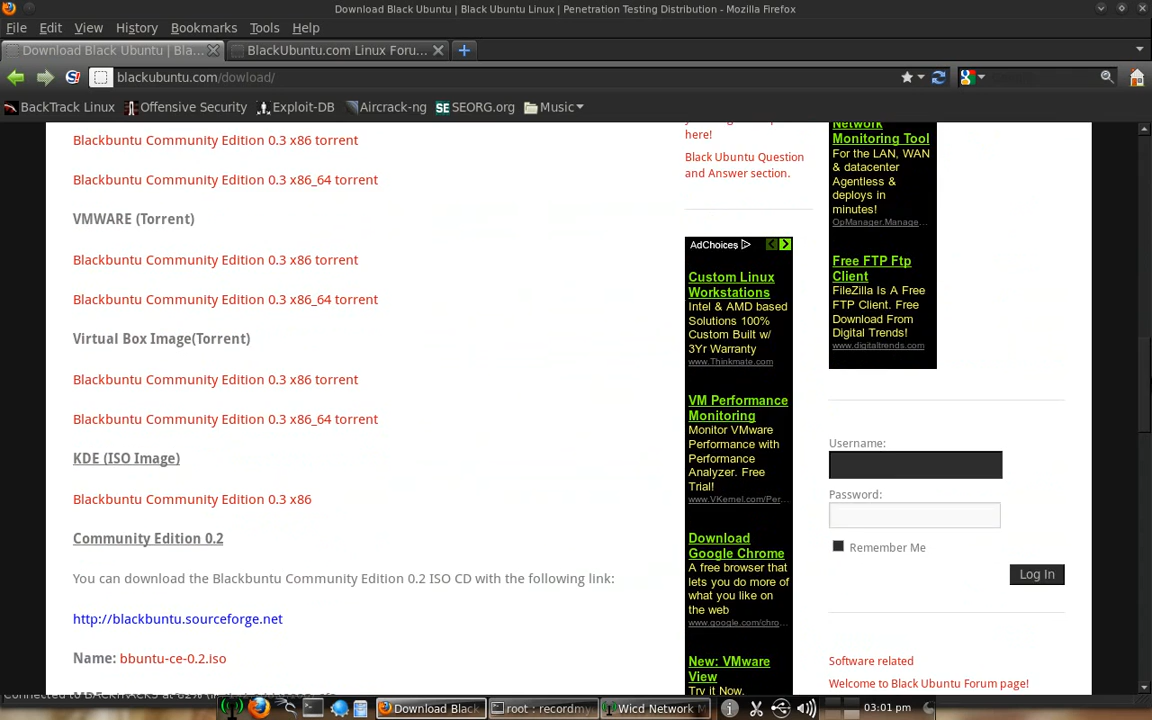 Download Black Ubuntu | Black Ubuntu Linux | Penetration Testing Distribution - Mozilla Firefox
File Edit View History Bookmarks Tools Help
Download Black Ubuntu | Bla...
BlackUbuntu.com Linux Foru...
blackubuntu.com/dowload/
BackTrack Linux
Offensive Security
Exploit-DB
Aircrack-ng
SEORG.org
Music
Blackbuntu Community Edition 0.3 x86 torrent
Blackbuntu Community Edition 0.3 x86_64 torrent
VMWARE (Torrent)
Blackbuntu Community Edition 0.3 x86 torrent
Blackbuntu Community Edition 0.3 x86_64 torrent
Virtual Box Image(Torrent)
Blackbuntu Community Edition 0.3 x86 torrent
Blackbuntu Community Edition 0.3 x86_64 torrent
KDE (ISO Image)
Blackbuntu Community Edition 0.3 x86
Community Edition 0.2
You can download the Blackbuntu Community Edition 0.2 ISO CD with the following link:
http://blackbuntu.sourceforge.net
Name: bbuntu-ce-0.2.iso
here!
Black Ubuntu Question
and Answer section.
AdChoices
Custom Linux
Workstations
Intel & AMD based
Solutions 100%
Custom Built w/
3Yr Warranty
www.Thinkmate.com
VM Performance
Monitoring
Monitor VMware
Performance with
Performance
Analyzer. Free
Trial!
www.VKernel.com/Per...
Download
Google Chrome
A free browser that
lets you do more of
what you like on
the web
www.google.com/chro...
New: VMware
View
Try it Now.
Network
Monitoring Tool
For the LAN, WAN
& datacenter
Agentless &
deploys in
minutes!
OpManager.Manage...
Free FTP Ftp
Client
FileZilla Is A Free
FTP Client. Free
Download From
Digital Trends!
www.digitaltrends.com
Username:
Password:
Remember Me
Log In
Software related
Welcome to Black Ubuntu Forum page!
Download Black
root : recordmy
Wicd Network M
03:01 pm